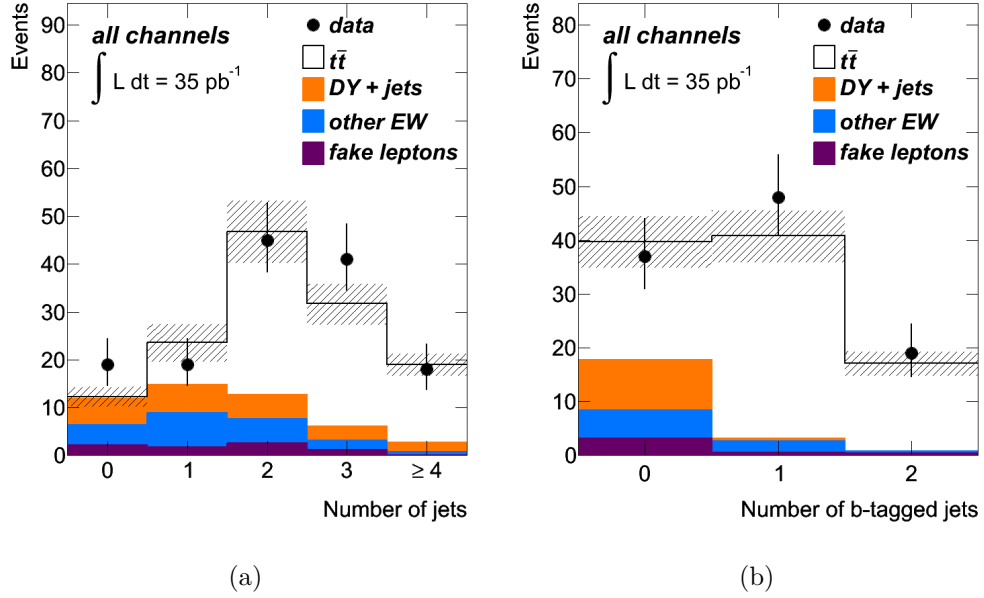 Events
90
80
70
60
50
40
30
20
10
0
all channels
∫ L dt = 35 pb⁻¹
data
tt̅
DY + jets
other EW
fake leptons
0 1 2 3 ≥ 4
Number of jets
(a)
Events
80
70
60
50
40
30
20
10
0
all channels
∫ L dt = 35 pb⁻¹
data
tt̅
DY + jets
other EW
fake leptons
0 1 2
Number of b-tagged jets
(b)